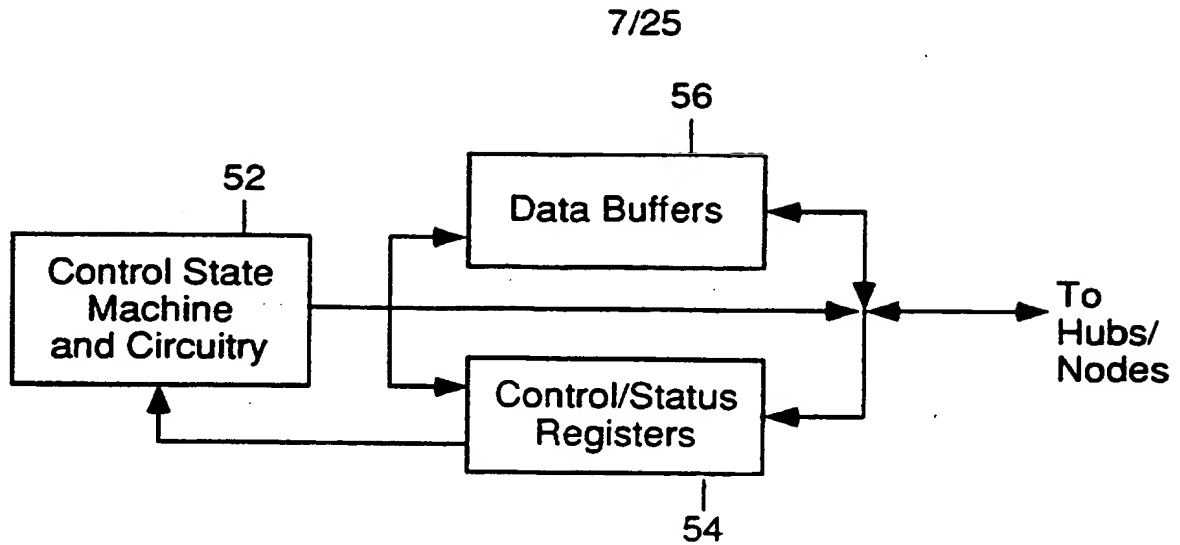 7/25
56
Data Buffers
52
Control State
Machine
and Circuitry
To
Hubs/
Nodes
Control/Status
Registers
54